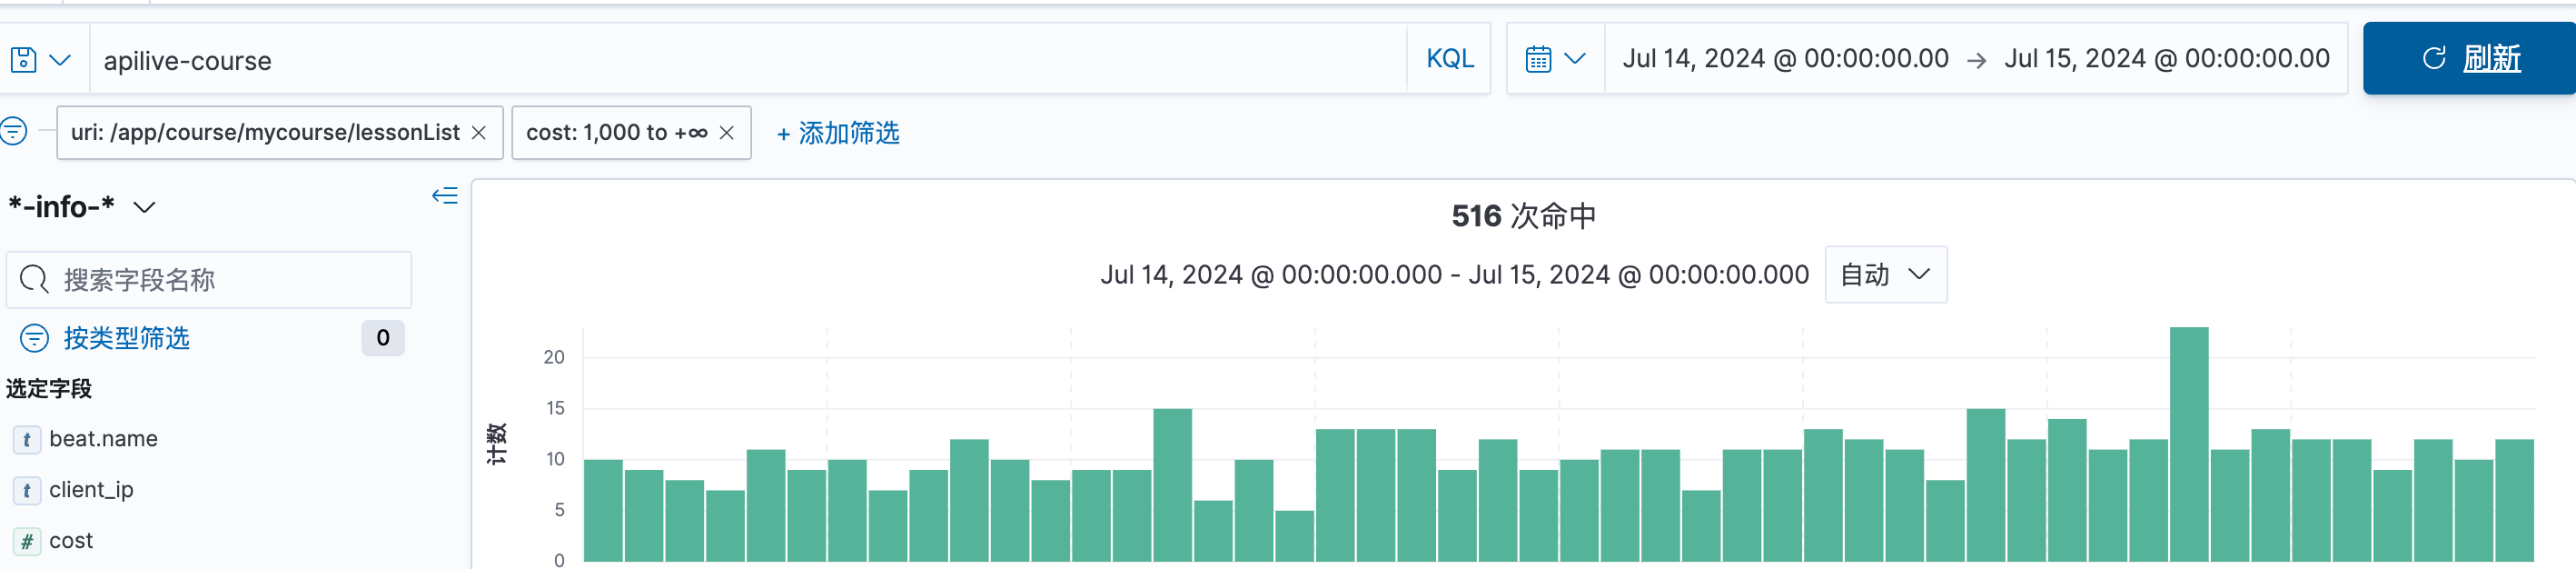 apilive-course KQL Jul 14, 2024 @ 00:00:00.00 → Jul 15, 2024 @ 00:00:00.00 刷新
uri: /app/course/mycourse/lessonList × cost: 1,000 to +∞ × + 添加筛选
*-info-*
516 次命中
搜索字段名称
Jul 14, 2024 @ 00:00:00.000 - Jul 15, 2024 @ 00:00:00.000 自动
按类型筛选 0
选定字段
t beat.name
t client_ip
# cost
计数
20
15
10
5
0